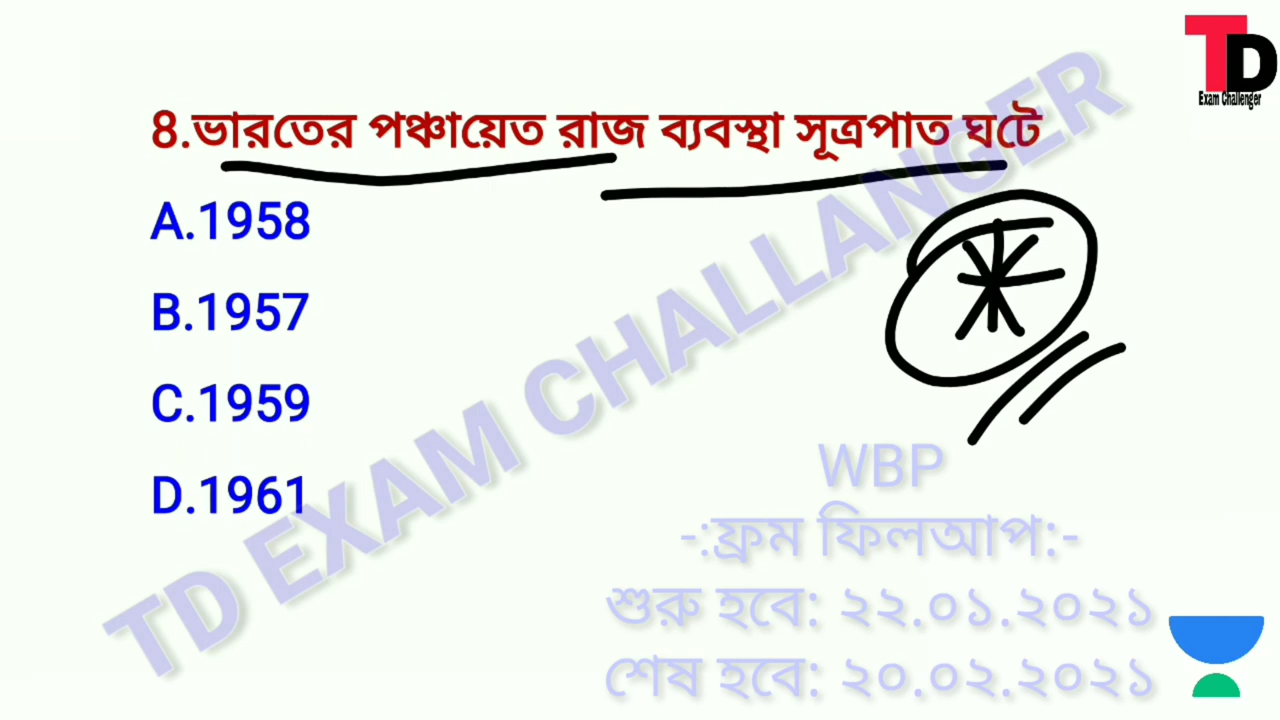 TD
Exam Challenger
8.ভারতের পঞ্চায়েত রাজ ব্যবস্থা সূত্রপাত ঘটে
A.1958
B.1957
C.1959
D.1961
TD EXAM CHALLANGER
WBP
-:ফ্রম ফিলআপ:-
শুরু হবে: ২২.০১.২০২১
শেষ হবে: ২০.০২.২০২১